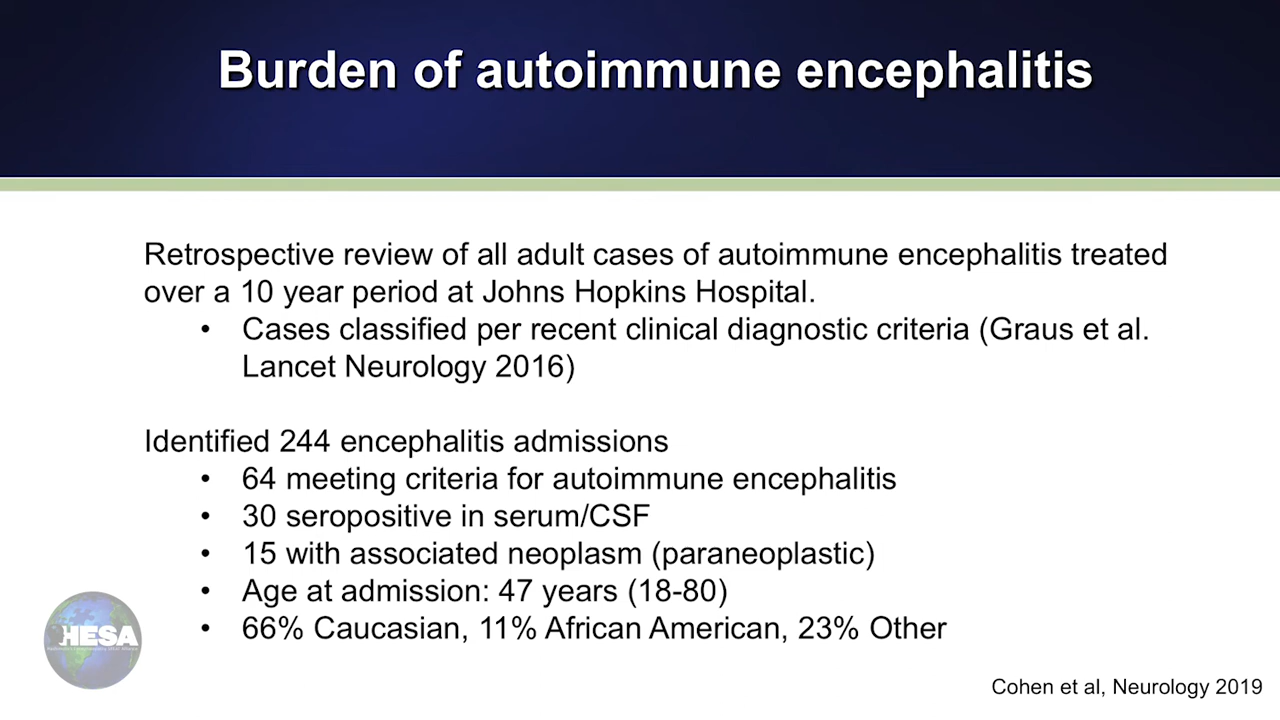 Burden of autoimmune encephalitis
Retrospective review of all adult cases of autoimmune encephalitis treated
over a 10 year period at Johns Hopkins Hospital.
• Cases classified per recent clinical diagnostic criteria (Graus et al.
Lancet Neurology 2016)
Identified 244 encephalitis admissions
• 64 meeting criteria for autoimmune encephalitis
• 30 seropositive in serum/CSF
• 15 with associated neoplasm (paraneoplastic)
• Age at admission: 47 years (18-80)
• 66% Caucasian, 11% African American, 23% Other
HESA
Cohen et al, Neurology 2019